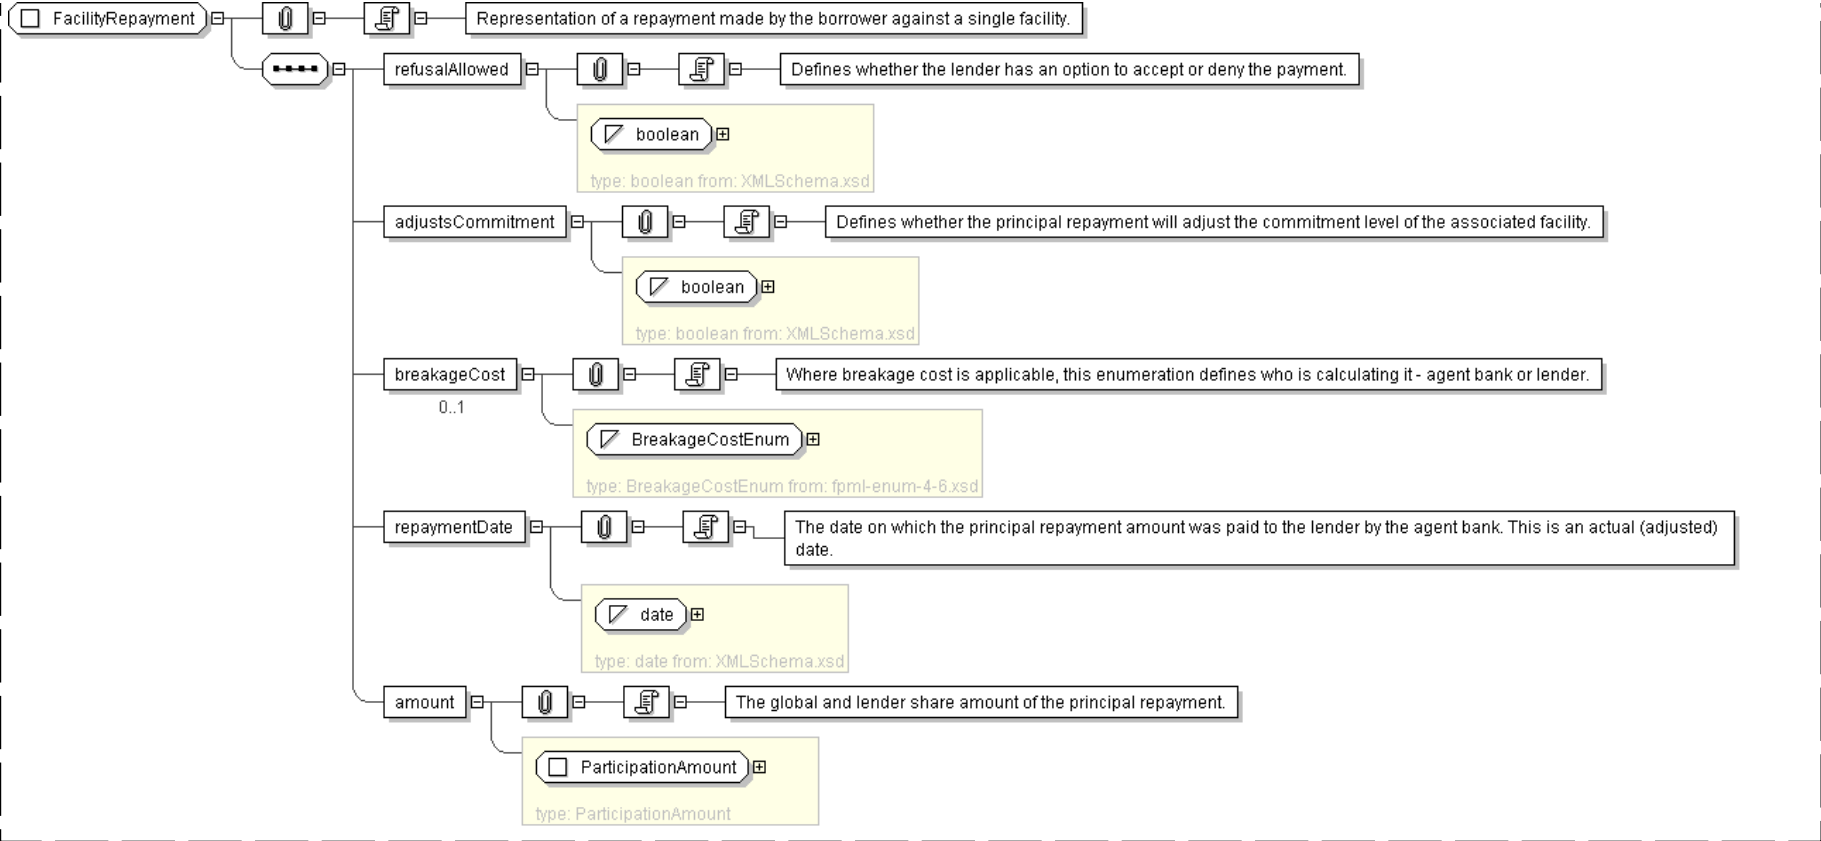 FacilityRepayment
Representation of a repayment made by the borrower against a single facility.
refusalAllowed
Defines whether the lender has an option to accept or deny the payment.
boolean
type: boolean from: XMLSchema.xsd
adjustsCommitment
Defines whether the principal repayment will adjust the commitment level of the associated facility.
boolean
type: boolean from: XMLSchema.xsd
breakageCost
Where breakage cost is applicable, this enumeration defines who is calculating it - agent bank or lender.
0..1
BreakageCostEnum
type: BreakageCostEnum from: fpml-enum-4-6.xsd
repaymentDate
The date on which the principal repayment amount was paid to the lender by the agent bank. This is an actual (adjusted)
date.
date
type: date from: XMLSchema.xsd
amount
The global and lender share amount of the principal repayment.
ParticipationAmount
type: ParticipationAmount